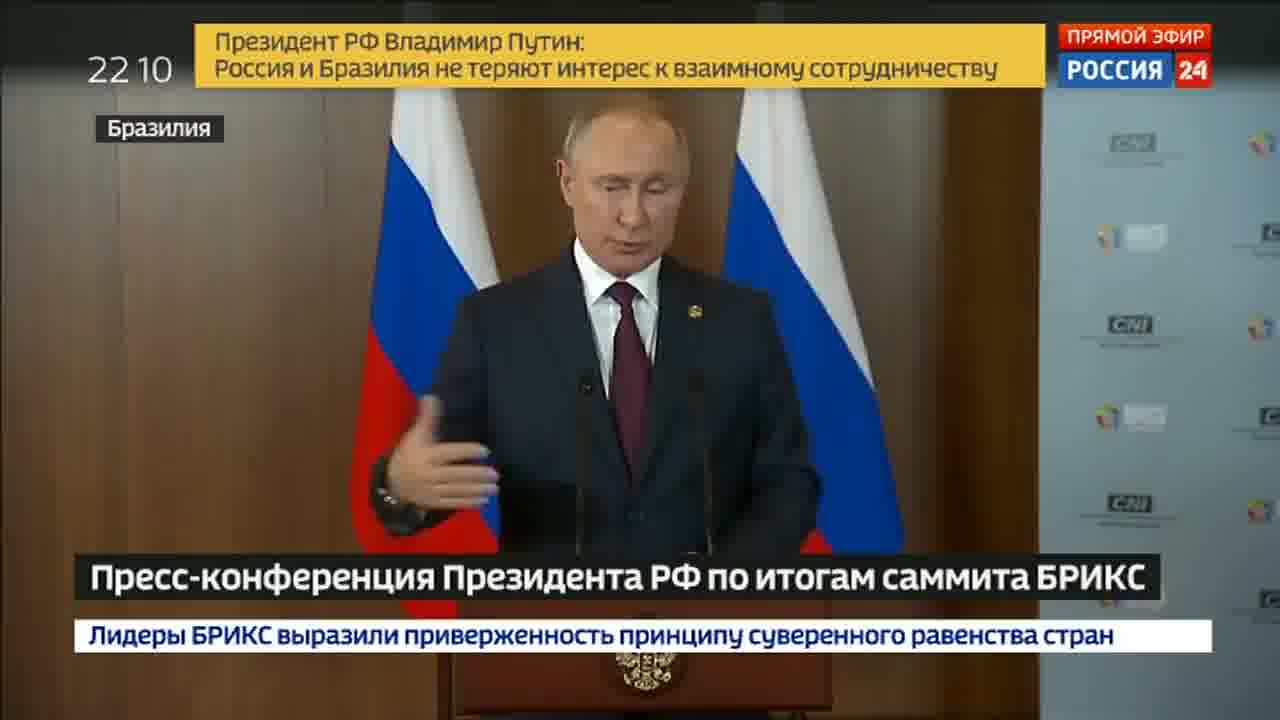 22 10
Президент РФ Владимир Путин:
Россия и Бразилия не теряют интерес к взаимному сотрудничеству
ПРЯМОЙ ЭФИР
РОССИЯ 24
Бразилия
CNI
CNI
CNI
Пресс-конференция Президента РФ по итогам саммита БРИКС
Лидеры БРИКС выразили приверженность принципу суверенного равенства стран